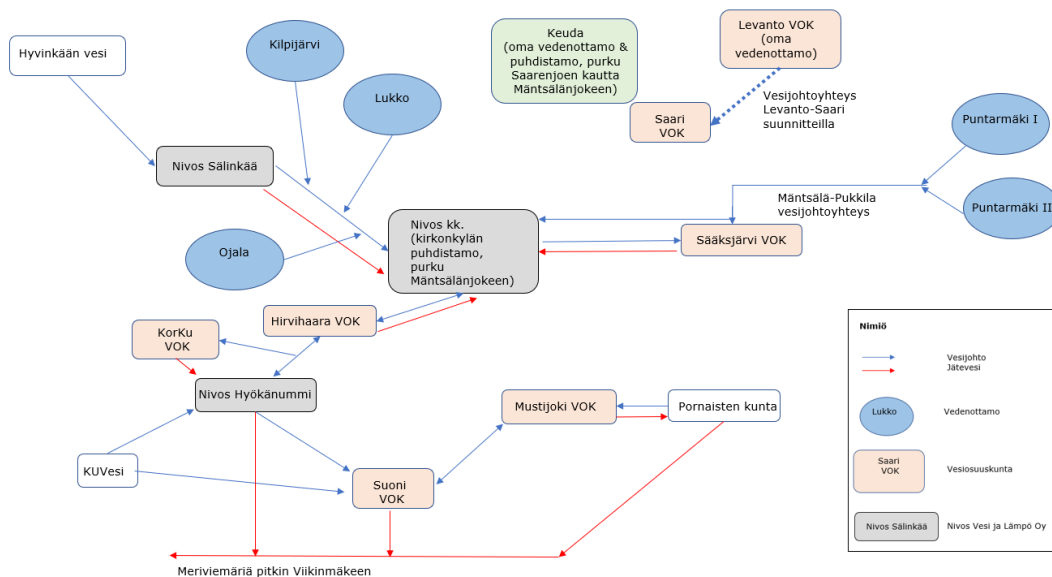 Hyvinkään vesi
Kilpijärvi
Lukko
Keuda
(oma vedenottamo &
puhdistamo, purku
Saarenjoen kautta
Mäntsälänjokeen)
Levanto VOK
(oma
vedenottamo)
Vesijohtoyhteys
Levanto-Saari
suunnitteilla
Saari
VOK
Puntarmäki I
Nivos Sälinkää
Mäntsälä-Pukkila
vesijohtoyhteys
Puntarmäki II
Nivos kk.
(kirkonkylän
puhdistamo,
purku
Mäntsälänjokeen)
Sääksjärvi VOK
Ojala
Hirvihaara VOK
KorKu
VOK
Nivos Hyökännummi
Mustijoki VOK
Pornaisten kunta
KUVesi
Suoni
VOK
Meriviemäriä pitkin Viikinmäkeen
Nimiö
Vesijohto
Jätevesi
Lukko
Vedenottamo
Saari
VOK
Vesiosuuskunta
Nivos Sälinkää
Nivos Vesi ja Lämpö Oy